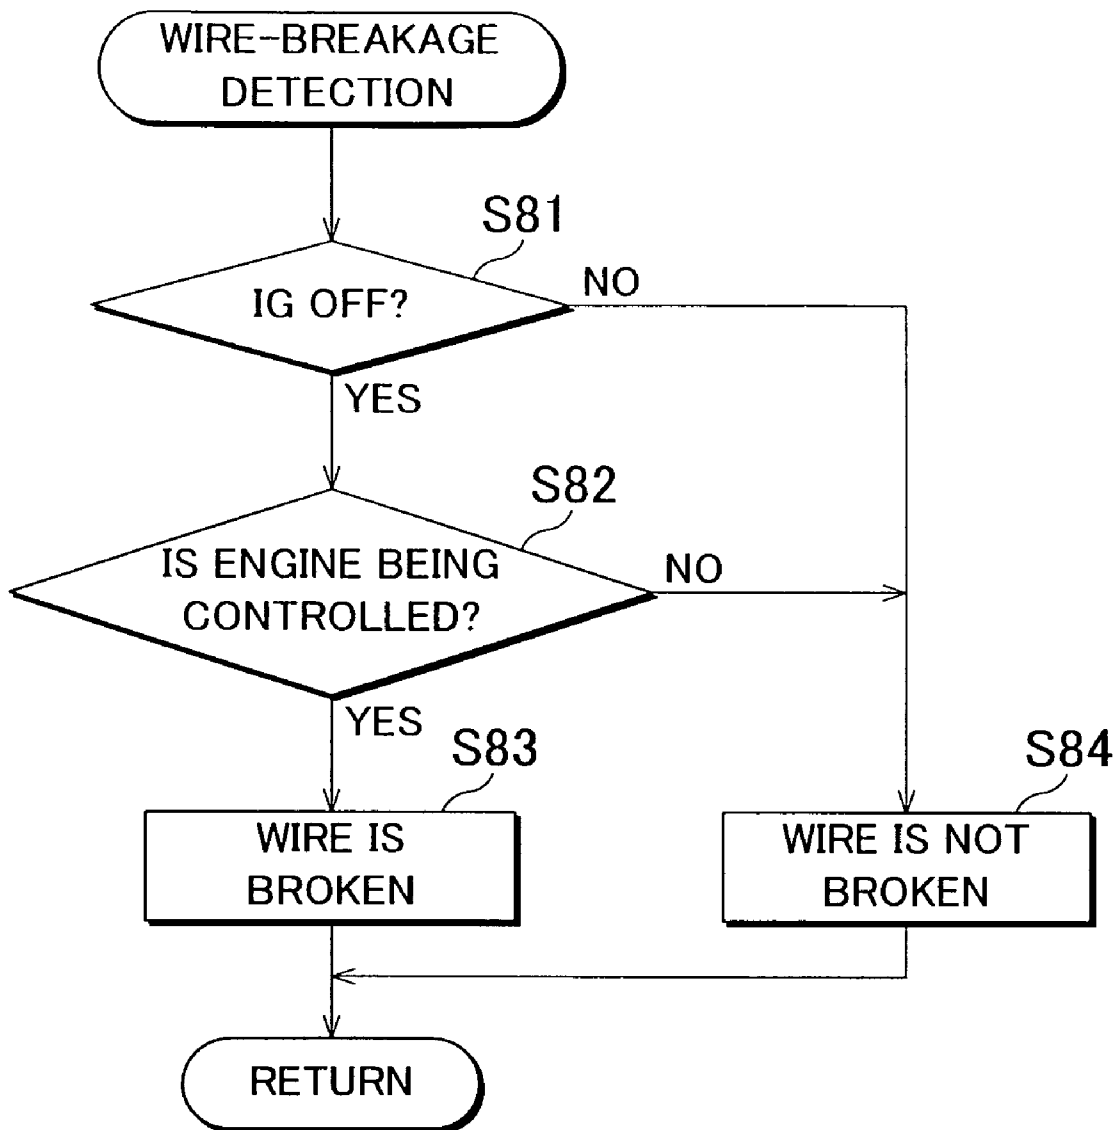 WIRE-BREAKAGE
DETECTION
S81
IG OFF?
NO
YES
S82
IS ENGINE BEING
CONTROLLED?
NO
YES
S83
S84
WIRE IS
BROKEN
WIRE IS NOT
BROKEN
RETURN